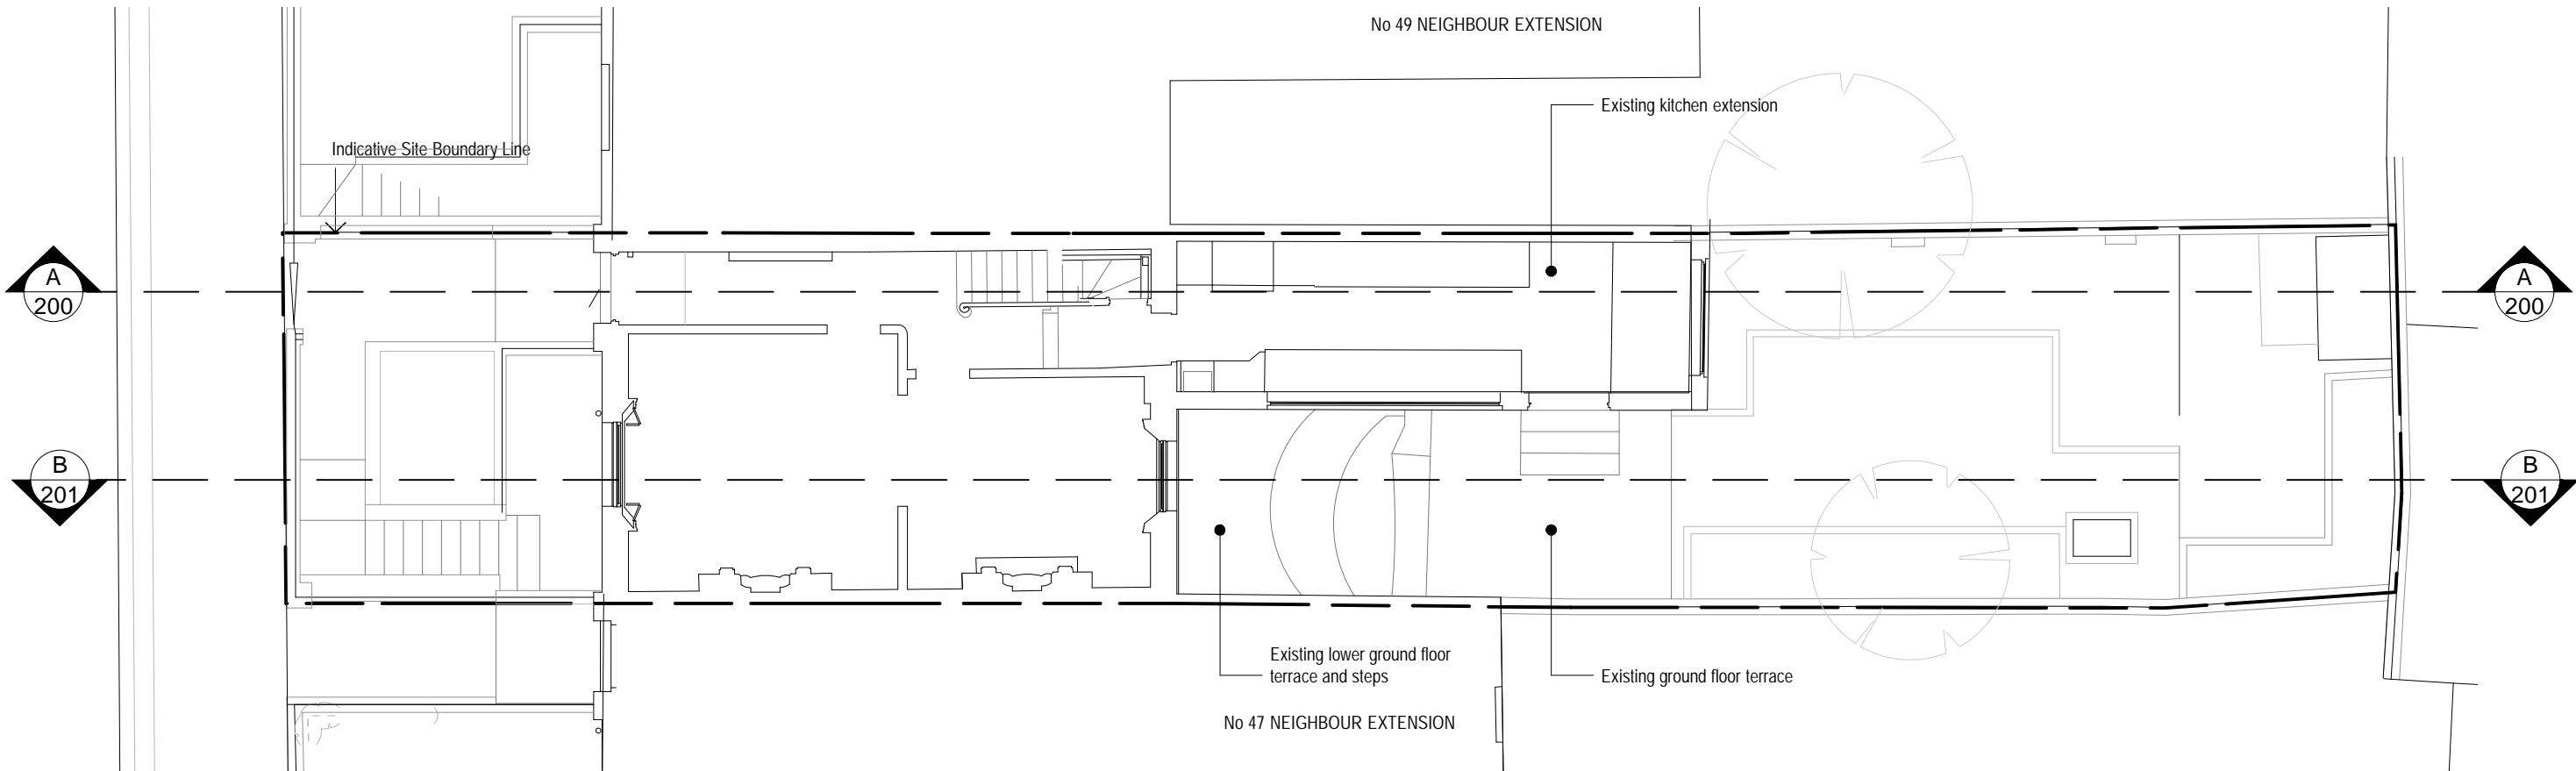 No 49 NEIGHBOUR EXTENSION
Existing kitchen extension
Indicative Site Boundary Line
A
200
A
200
B
201
B
201
Existing lower ground floor
terrace and steps
Existing ground floor terrace
No 47 NEIGHBOUR EXTENSION